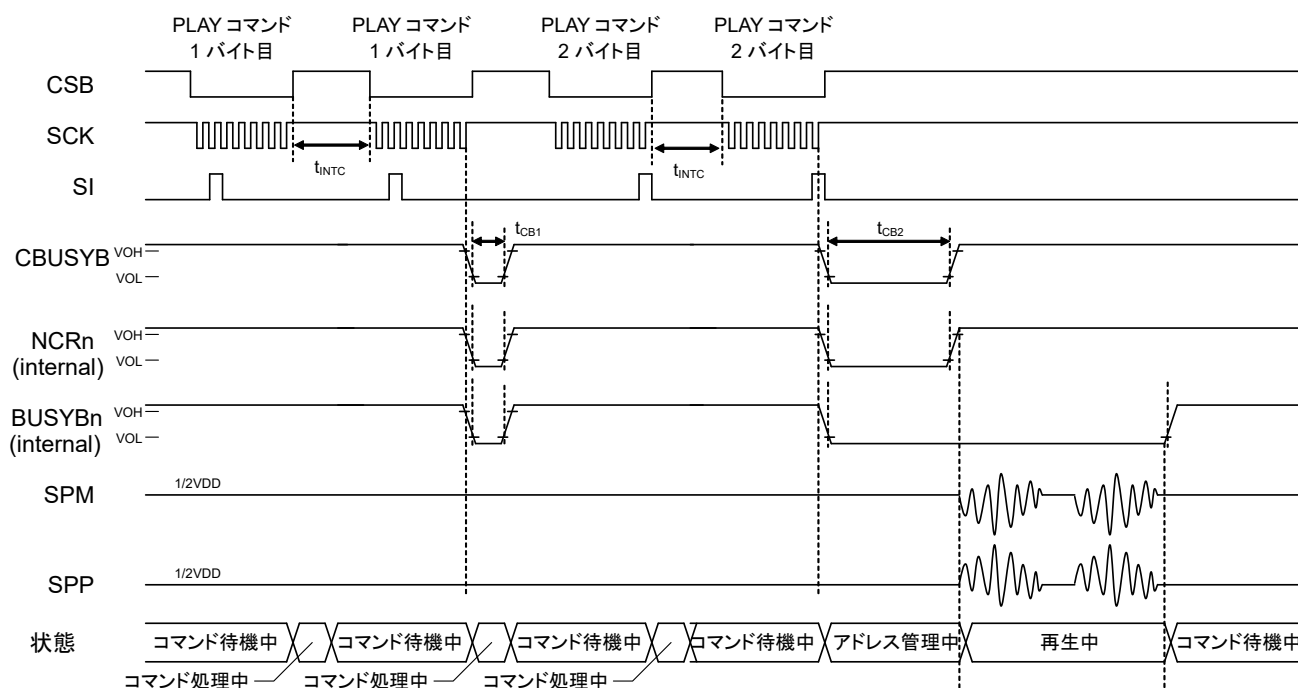 PLAY コマンド PLAY コマンド PLAY コマンド PLAY コマンド
1 バイト目 1 バイト目 2 バイト目 2 バイト目
CSB
SCK
tINTC tINTC
SI
tCB1 tCB2
CBUSYB VOH
VOL
NCRn VOH
(internal) VOL
BUSYBn VOH
(internal) VOL
SPM 1/2VDD
SPP 1/2VDD
状態 コマンド待機中 コマンド待機中 コマンド待機中 コマンド待機中 アドレス管理中 再生中 コマンド待機中
コマンド処理中 コマンド処理中 コマンド処理中